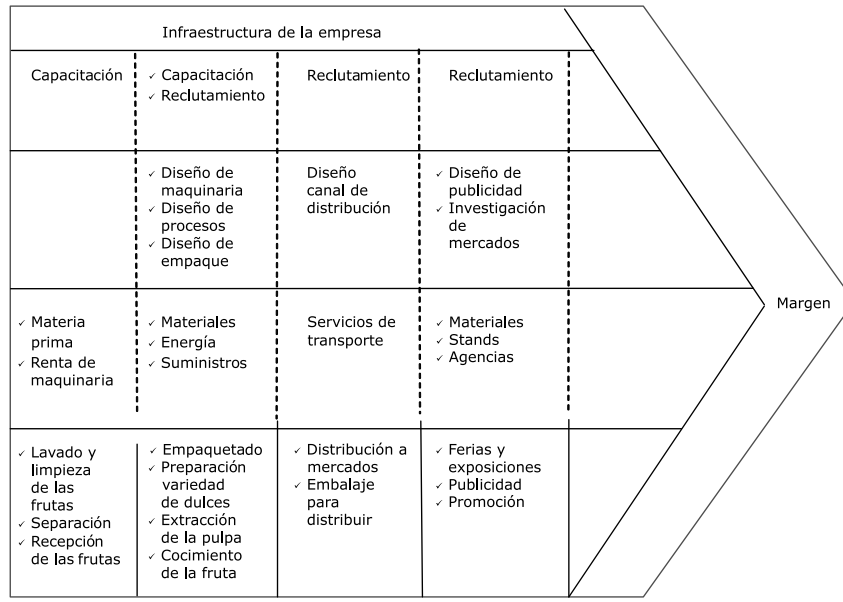 Infraestructura de la empresa
Capacitación
✓ Capacitación
✓ Reclutamiento
Reclutamiento
Reclutamiento
✓ Diseño de
maquinaria
✓ Diseño de
procesos
✓ Diseño de
empaque
Diseño
canal de
distribución
✓ Diseño de
publicidad
✓ Investigación
de
mercados
✓ Materia
prima
✓ Renta de
maquinaria
✓ Materiales
✓ Energía
✓ Suministros
Servicios de
transporte
✓ Materiales
✓ Stands
✓ Agencias
Margen
✓ Lavado y
limpieza
de las
frutas
✓ Separación
✓ Recepción
de las frutas
✓ Empaquetado
✓ Preparación
variedad
de dulces
✓ Extracción
de la pulpa
✓ Cocimiento
de la fruta
✓ Distribución a
mercados
✓ Embalaje
para
distribuir
✓ Ferias y
exposiciones
✓ Publicidad
✓ Promoción